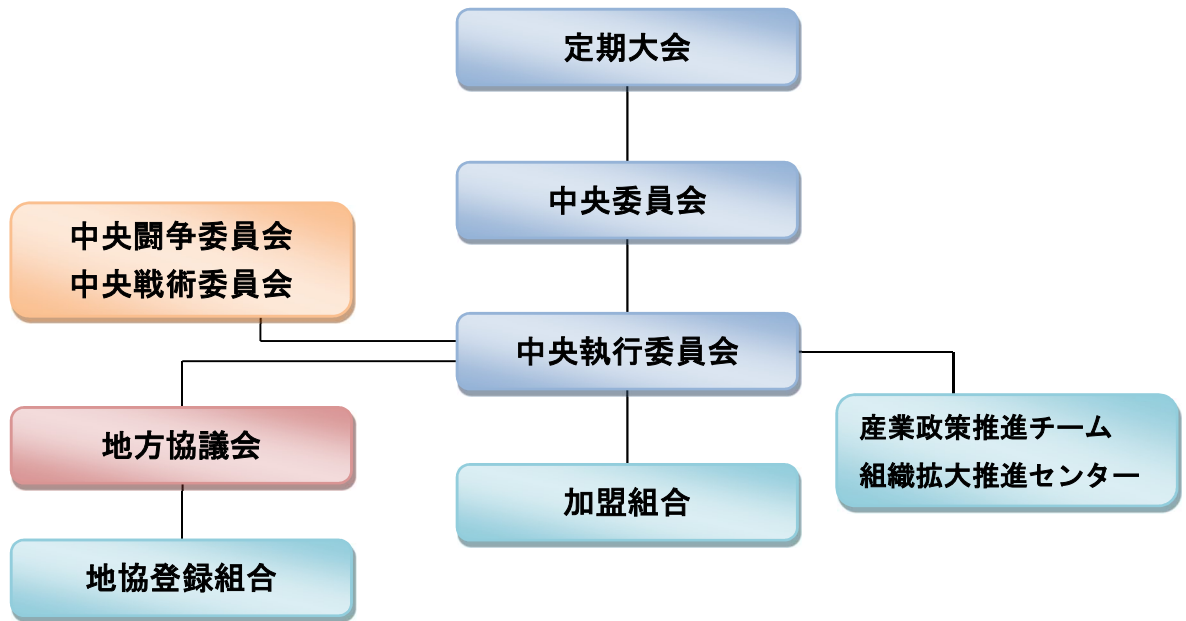 定期大会
中央委員会
中央闘争委員会
中央戦術委員会
中央執行委員会
産業政策推進チーム
組織拡大推進センター
地方協議会
加盟組合
地協登録組合